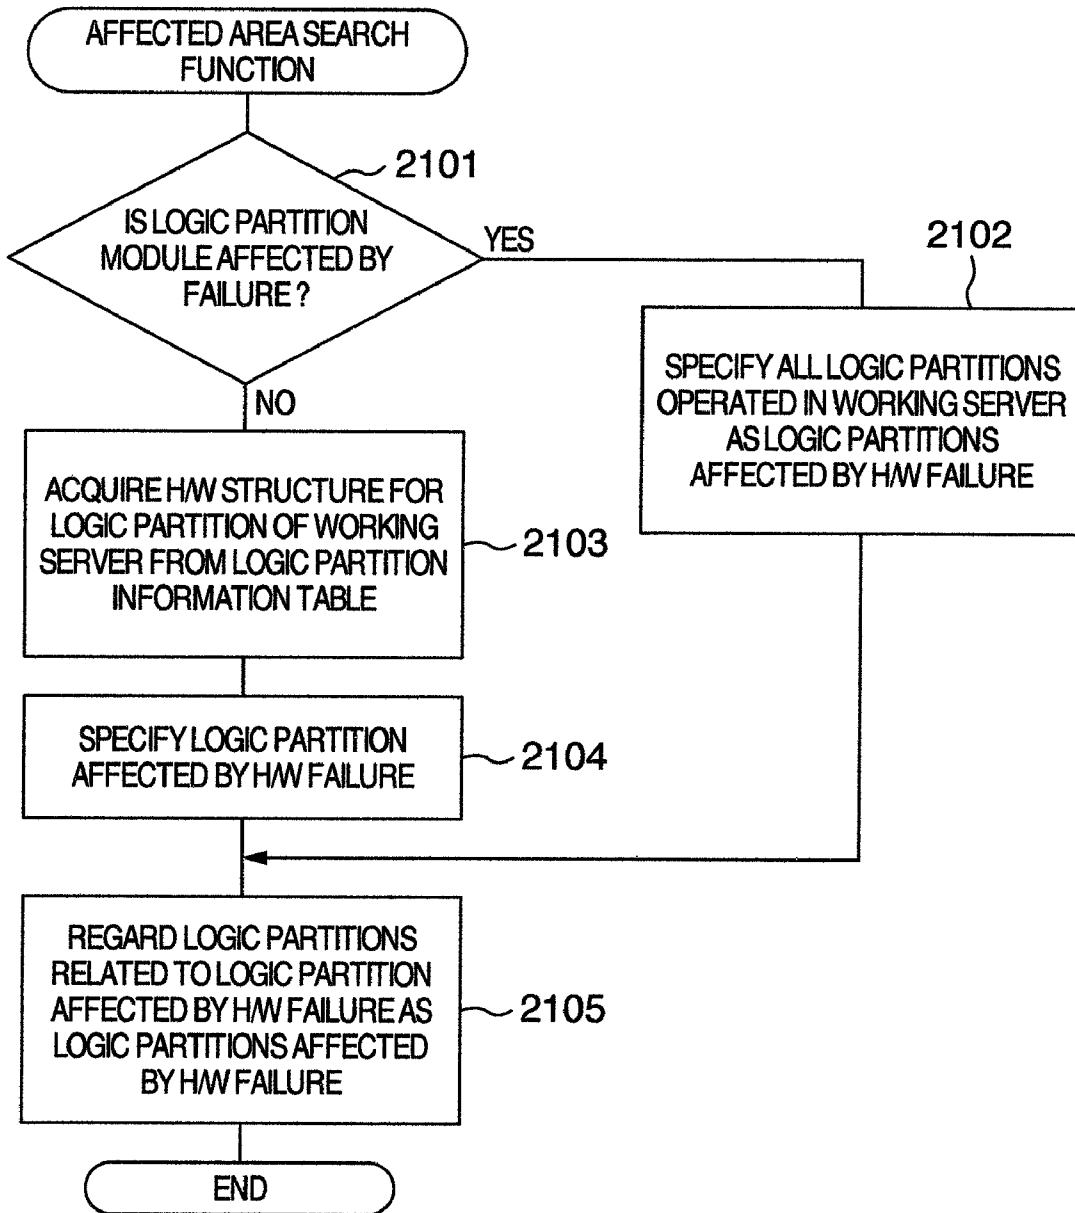 AFFECTED AREA SEARCH
FUNCTION
2101
IS LOGIC PARTITION
MODULE AFFECTED BY
FAILURE?
YES
NO
2102
SPECIFY ALL LOGIC PARTITIONS
OPERATED IN WORKING SERVER
AS LOGIC PARTITIONS
AFFECTED BY H/W FAILURE
ACQUIRE H/W STRUCTURE FOR
LOGIC PARTITION OF WORKING
SERVER FROM LOGIC PARTITION
INFORMATION TABLE
2103
SPECIFY LOGIC PARTITION
AFFECTED BY H/W FAILURE
2104
REGARD LOGIC PARTITIONS
RELATED TO LOGIC PARTITION
AFFECTED BY H/W FAILURE AS
LOGIC PARTITIONS AFFECTED
BY H/W FAILURE
2105
END